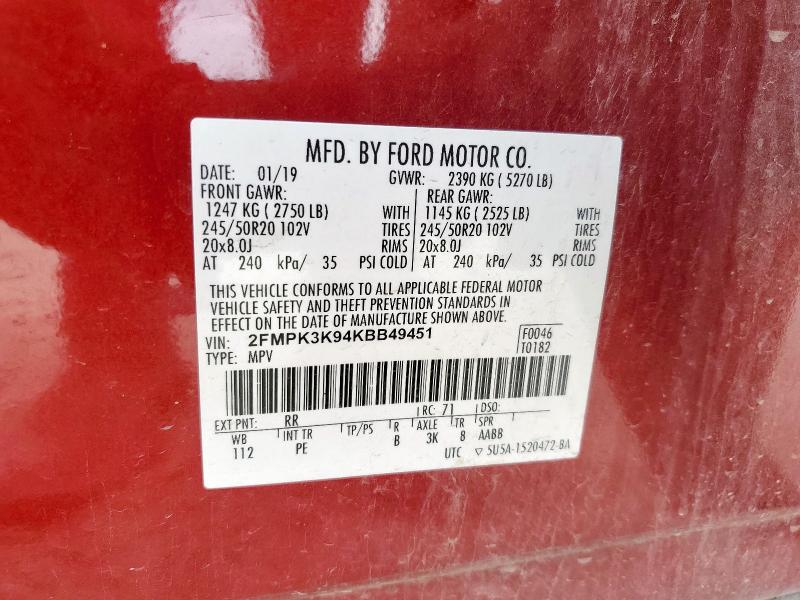 MFD. BY FORD MOTOR CO.
DATE: 01/19 GVWR: 2390 KG ( 5270 LB)
FRONT GAWR: REAR GAWR:
1247 KG ( 2750 LB) WITH 1145 KG ( 2525 LB) WITH
245/50R20 102V TIRES 245/50R20 102V TIRES
20x8.0J RIMS 20x8.0J RIMS
AT 240 kPa/ 35 PSI COLD AT 240 kPa/ 35 PSI COLD
THIS VEHICLE CONFORMS TO ALL APPLICABLE FEDERAL MOTOR
VEHICLE SAFETY AND THEFT PREVENTION STANDARDS IN
EFFECT ON THE DATE OF MANUFACTURE SHOWN ABOVE.
VIN: 2FMPK3K94KBB49451 F0046
TYPE: MPV T0182
EXT PNT: RR RC: 71 DSO:
WB INT TR TP/PS R AXLE TR SPR
112 PE B 3K 8 AABB
UTC ▽ 5U5A-1520472-BA